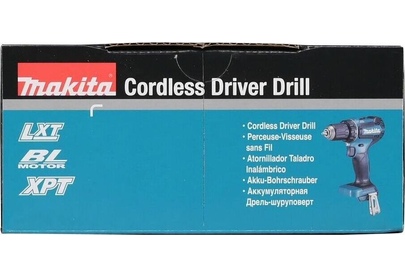 makita Cordless Driver Drill
LXT
BL
MOTOR
XPT
• Cordless Driver Drill
• Perceuse-Visseuse
sans Fil
• Atornillador Taladro
Inalámbrico
• Akku-Bohrschrauber
• Аккумуляторная
Дрель-шуруповерт